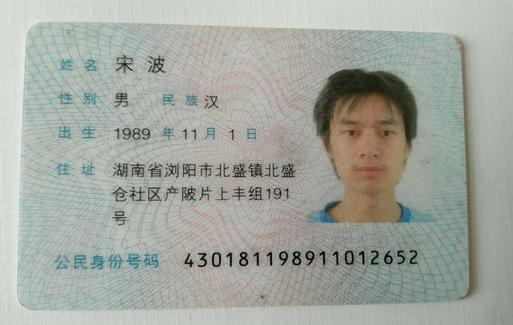 姓名 宋波
性别 男 民族 汉
出生 1989 年 11 月 1 日
住址 湖南省浏阳市北盛镇北盛
仓社区产陂片上丰组191
号
公民身份号码 430181198911012652